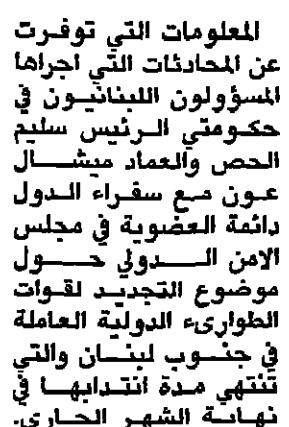 المعلومات التي توفرت
عن المحادثات التي اجراها
المسؤولون اللبنانيون في
حكومتي الرئيس سليم
الحص والعماد ميشال
عون مع سفراء الدول
دائمة العضوية في مجلس
الامن الدولي حول
موضوع التجديد لقوات
الطوارىء الدولية العاملة
في جنوب لبنان والتي
تنتهي مدة انتدابها في
نهاية الشهر الجاري.